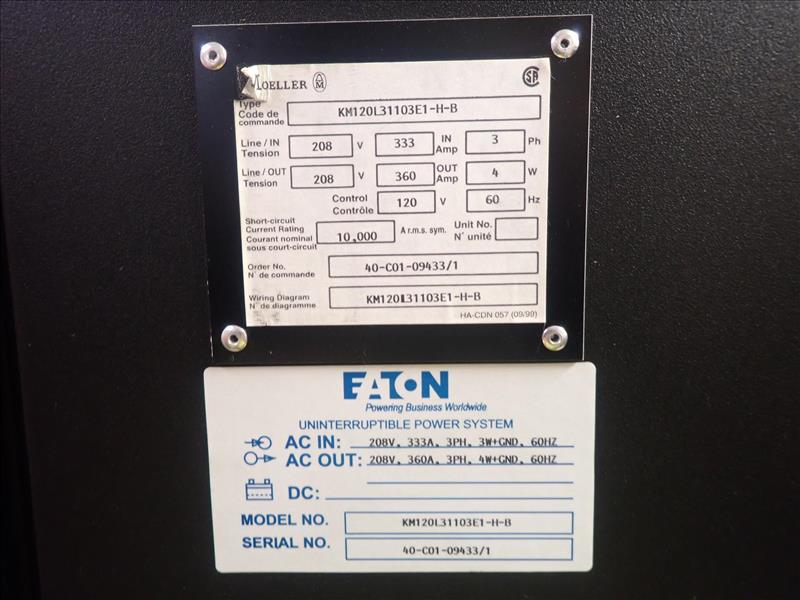 MOELLER
Type KM120L31103E1-H-B
Code de commande
Line / IN 208 V 333 IN Amp 3 Ph
Tension
Line / OUT 208 V 360 OUT Amp 4 W
Tension
Control 120 V 60 Hz
Contrôle
Short-circuit
Current Rating 10,000 A r.m.s. sym. Unit No.
Courant nominal N° unité
sous court-circuit
Order No. 40-C01-09433/1
N° de commande
Wiring Diagram KM120L31103E1-H-B
N° de diagramme
HA-CDN 057 (09/99)
EATON
Powering Business Worldwide
UNINTERRUPTIBLE POWER SYSTEM
AC IN: 208V, 333A, 3PH, 3W+GND, 60HZ
AC OUT: 208V, 360A, 3PH, 4W+GND, 60HZ
DC:
MODEL NO. KM120L31103E1-H-B
SERIAL NO. 40-C01-09433/1